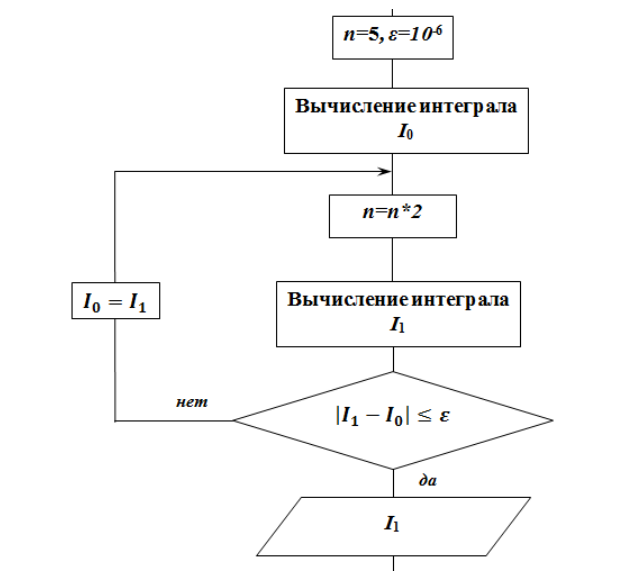 n=5, ε=10⁻⁶
Вычисление интеграла
I₀
n=n*2
I₀ = I₁
Вычисление интеграла
I₁
нет
|I₁ − I₀| ≤ ε
да
I₁